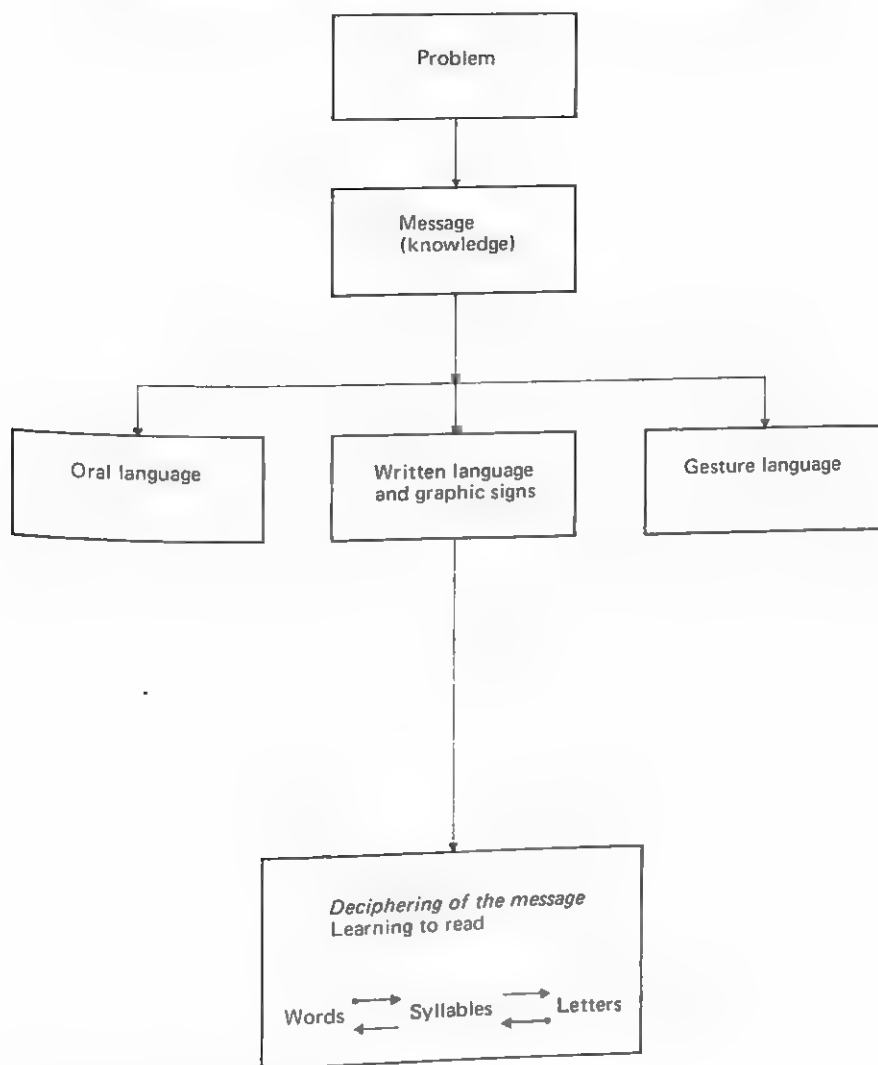 Problem
Message
(knowledge)
Oral language
Written language
and graphic signs
Gesture language
Deciphering of the message
Learning to read
Words Syllables Letters